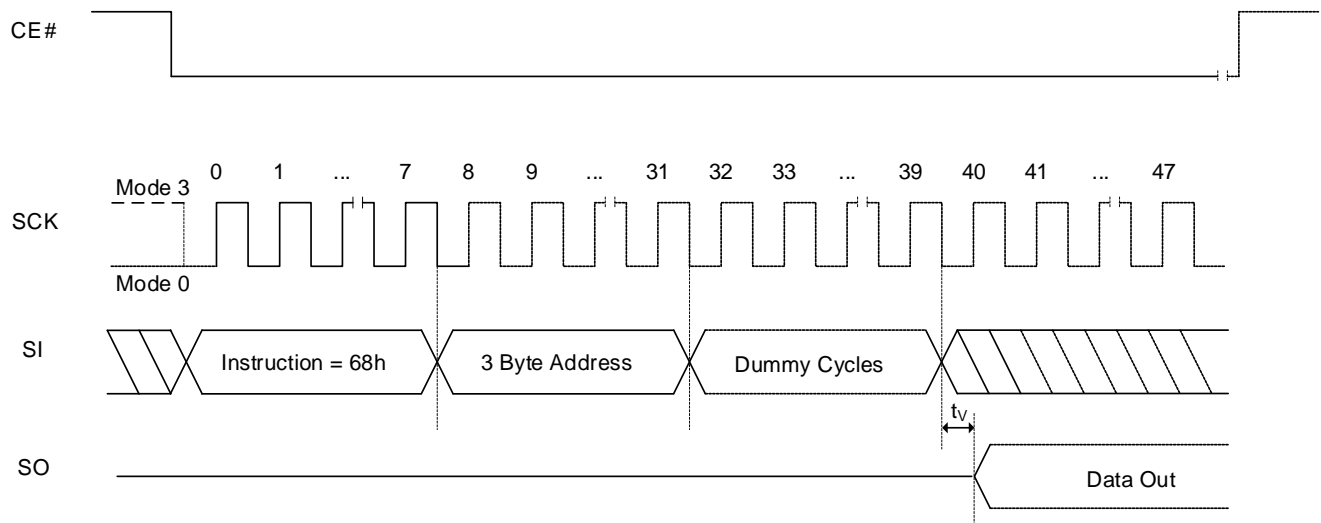 CE#
0 1 ... 7 8 9 ... 31 32 33 ... 39 40 41 ... 47
Mode 3
SCK
Mode 0
SI
Instruction = 68h
3 Byte Address
Dummy Cycles
tV
SO
Data Out